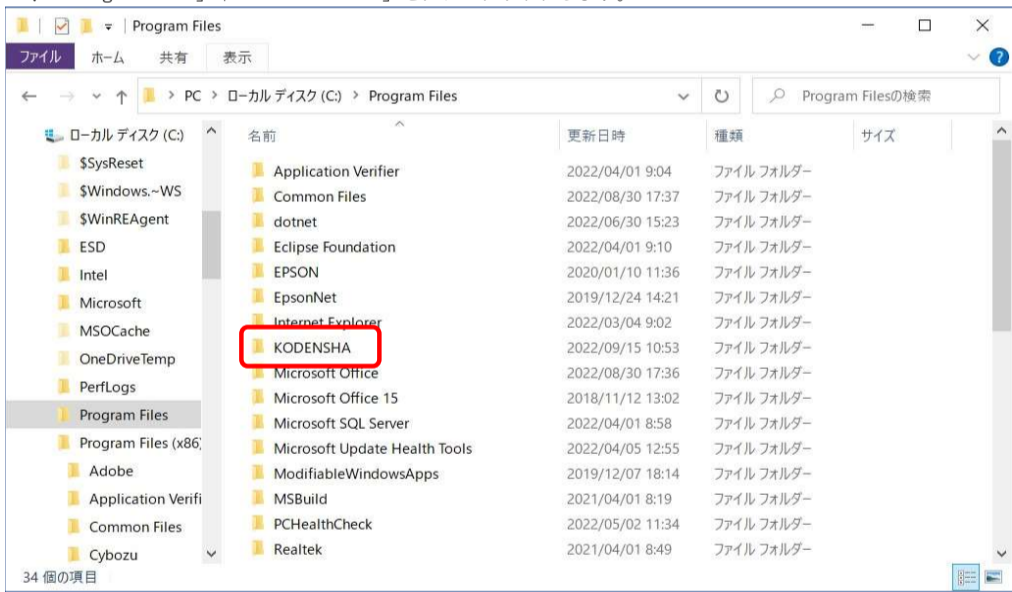 Program Files
ファイル ホーム 共有 表示
> PC > ローカル ディスク (C:) > Program Files
Program Filesの検索
ローカル ディスク (C:)
$SysReset
$Windows.~WS
$WinREAgent
ESD
Intel
Microsoft
MSOCache
OneDriveTemp
PerfLogs
Program Files
Program Files (x86)
Adobe
Application Verifi
Common Files
Cybozu
名前 更新日時 種類 サイズ
Application Verifier 2022/04/01 9:04 ファイル フォルダー
Common Files 2022/08/30 17:37 ファイル フォルダー
dotnet 2022/06/30 15:23 ファイル フォルダー
Eclipse Foundation 2022/04/01 9:10 ファイル フォルダー
EPSON 2020/01/10 11:36 ファイル フォルダー
EpsonNet 2019/12/24 14:21 ファイル フォルダー
Internet Explorer 2022/03/04 9:02 ファイル フォルダー
KODENSHA 2022/09/15 10:53 ファイル フォルダー
Microsoft Office 2022/08/30 17:36 ファイル フォルダー
Microsoft Office 15 2018/11/12 13:02 ファイル フォルダー
Microsoft SQL Server 2022/04/01 8:58 ファイル フォルダー
Microsoft Update Health Tools 2022/04/05 12:55 ファイル フォルダー
ModifiableWindowsApps 2019/12/07 18:14 ファイル フォルダー
MSBuild 2021/04/01 8:19 ファイル フォルダー
PCHealthCheck 2022/05/02 11:34 ファイル フォルダー
Realtek 2021/04/01 8:49 ファイル フォルダー
34 個の項目